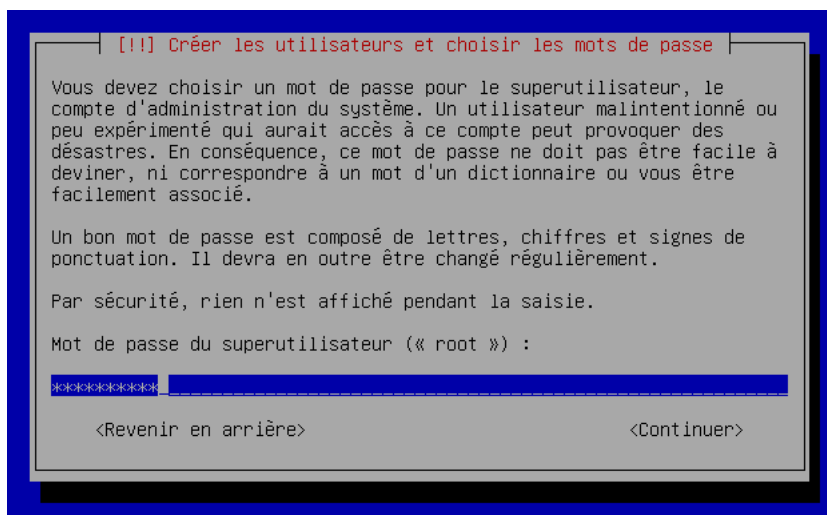 [!!] Créer les utilisateurs et choisir les mots de passe
Vous devez choisir un mot de passe pour le superutilisateur, le
compte d'administration du système. Un utilisateur malintentionné ou
peu expérimenté qui aurait accès à ce compte peut provoquer des
désastres. En conséquence, ce mot de passe ne doit pas être facile à
deviner, ni correspondre à un mot d'un dictionnaire ou vous être
facilement associé.
Un bon mot de passe est composé de lettres, chiffres et signes de
ponctuation. Il devra en outre être changé régulièrement.
Par sécurité, rien n'est affiché pendant la saisie.
Mot de passe du superutilisateur (« root ») :
**********
<Revenir en arrière> <Continuer>